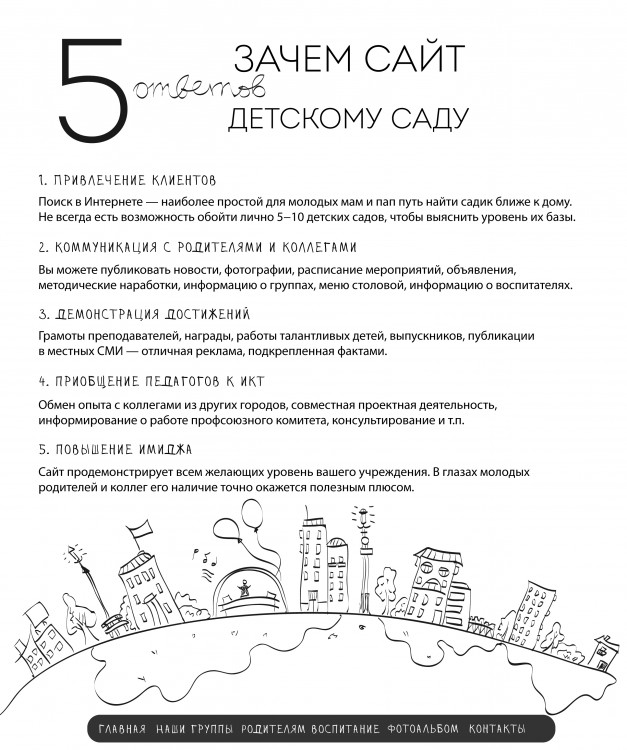 5 ответов
ЗАЧЕМ САЙТ
ДЕТСКОМУ САДУ
1. ПРИВЛЕЧЕНИЕ КЛИЕНТОВ
Поиск в Интернете — наиболее простой для молодых мам и пап путь найти садик ближе к дому.
Не всегда есть возможность обойти лично 5–10 детских садов, чтобы выяснить уровень их базы.
2. КОММУНИКАЦИЯ С РОДИТЕЛЯМИ И КОЛЛЕГАМИ
Вы можете публиковать новости, фотографии, расписание мероприятий, объявления,
методические наработки, информацию о группах, меню столовой, информацию о воспитателях.
3. ДЕМОНСТРАЦИЯ ДОСТИЖЕНИЙ
Грамоты преподавателей, награды, работы талантливых детей, выпускников, публикации
в местных СМИ — отличная реклама, подкрепленная фактами.
4. ПРИОБЩЕНИЕ ПЕДАГОГОВ К ИКТ
Обмен опыта с коллегами из других городов, совместная проектная деятельность,
информирование о работе профсоюзного комитета, консультирование и т.п.
5. ПОВЫШЕНИЕ ИМИДЖА
Сайт продемонстрирует всем желающих уровень вашего учреждения. В глазах молодых
родителей и коллег его наличие точно окажется полезным плюсом.
ГЛАВНАЯ НАШИ ГРУППЫ РОДИТЕЛЯМ ВОСПИТАНИЕ ФОТОАЛЬБОМ КОНТАКТЫ